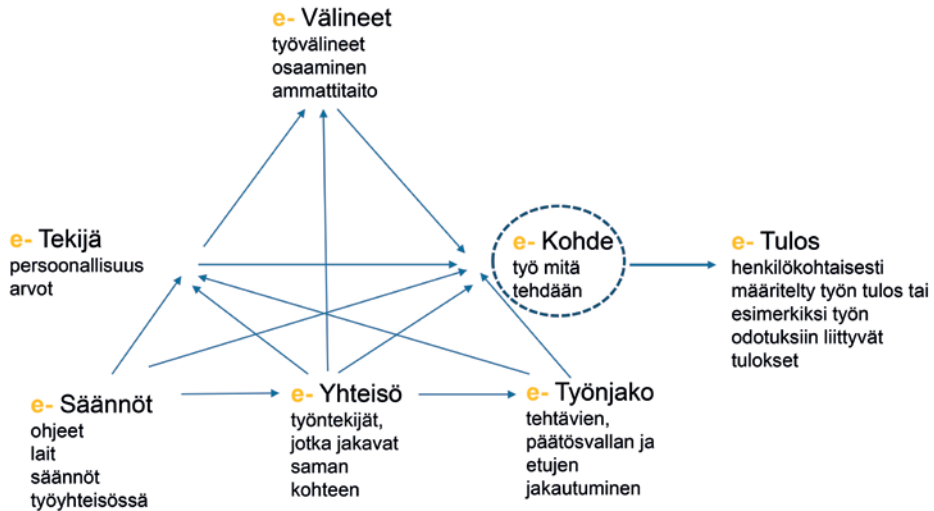 e- Välineet
työvälineet
osaaminen
ammattitaito
e- Tekijä
persoonallisuus
arvot
e- Kohde
työ mitä
tehdään
e- Tulos
henkilökohtaisesti
määritelty työn tulos tai
esimerkiksi työn
odotuksiin liittyvät
tulokset
e- Säännöt
ohjeet
lait
säännöt
työyhteisössä
e- Yhteisö
työntekijät,
jotka jakavat
saman
kohteen
e- Työnjako
tehtävien,
päätösvallan ja
etujen
jakautuminen